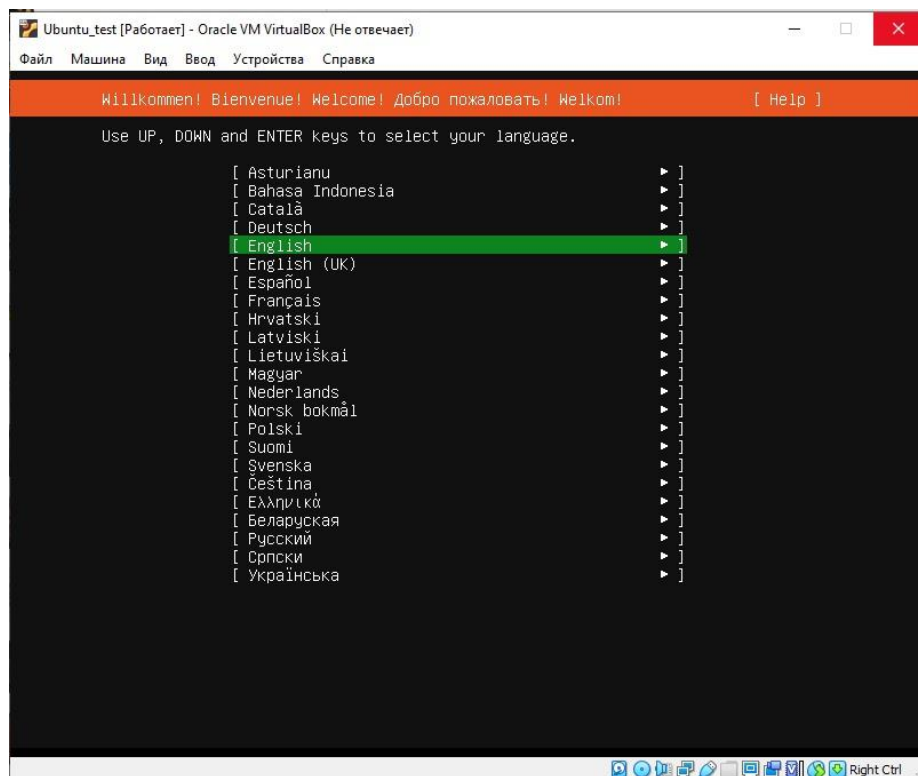 Ubuntu_test [Работает] - Oracle VM VirtualBox (Не отвечает)
Файл Машина Вид Ввод Устройства Справка
Willkommen! Bienvenue! Welcome! Добро пожаловать! Welkom! [ Help ]
Use UP, DOWN and ENTER keys to select your language.
[ Asturianu ► ]
[ Bahasa Indonesia ► ]
[ Català ► ]
[ Deutsch ► ]
[ English ► ]
[ English (UK) ► ]
[ Español ► ]
[ Français ► ]
[ Hrvatski ► ]
[ Latviski ► ]
[ Lietuviškai ► ]
[ Magyar ► ]
[ Nederlands ► ]
[ Norsk bokmål ► ]
[ Polski ► ]
[ Suomi ► ]
[ Svenska ► ]
[ Čeština ► ]
[ Ελληνικά ► ]
[ Беларуская ► ]
[ Русский ► ]
[ Српски ► ]
[ Українська ► ]
Right Ctrl